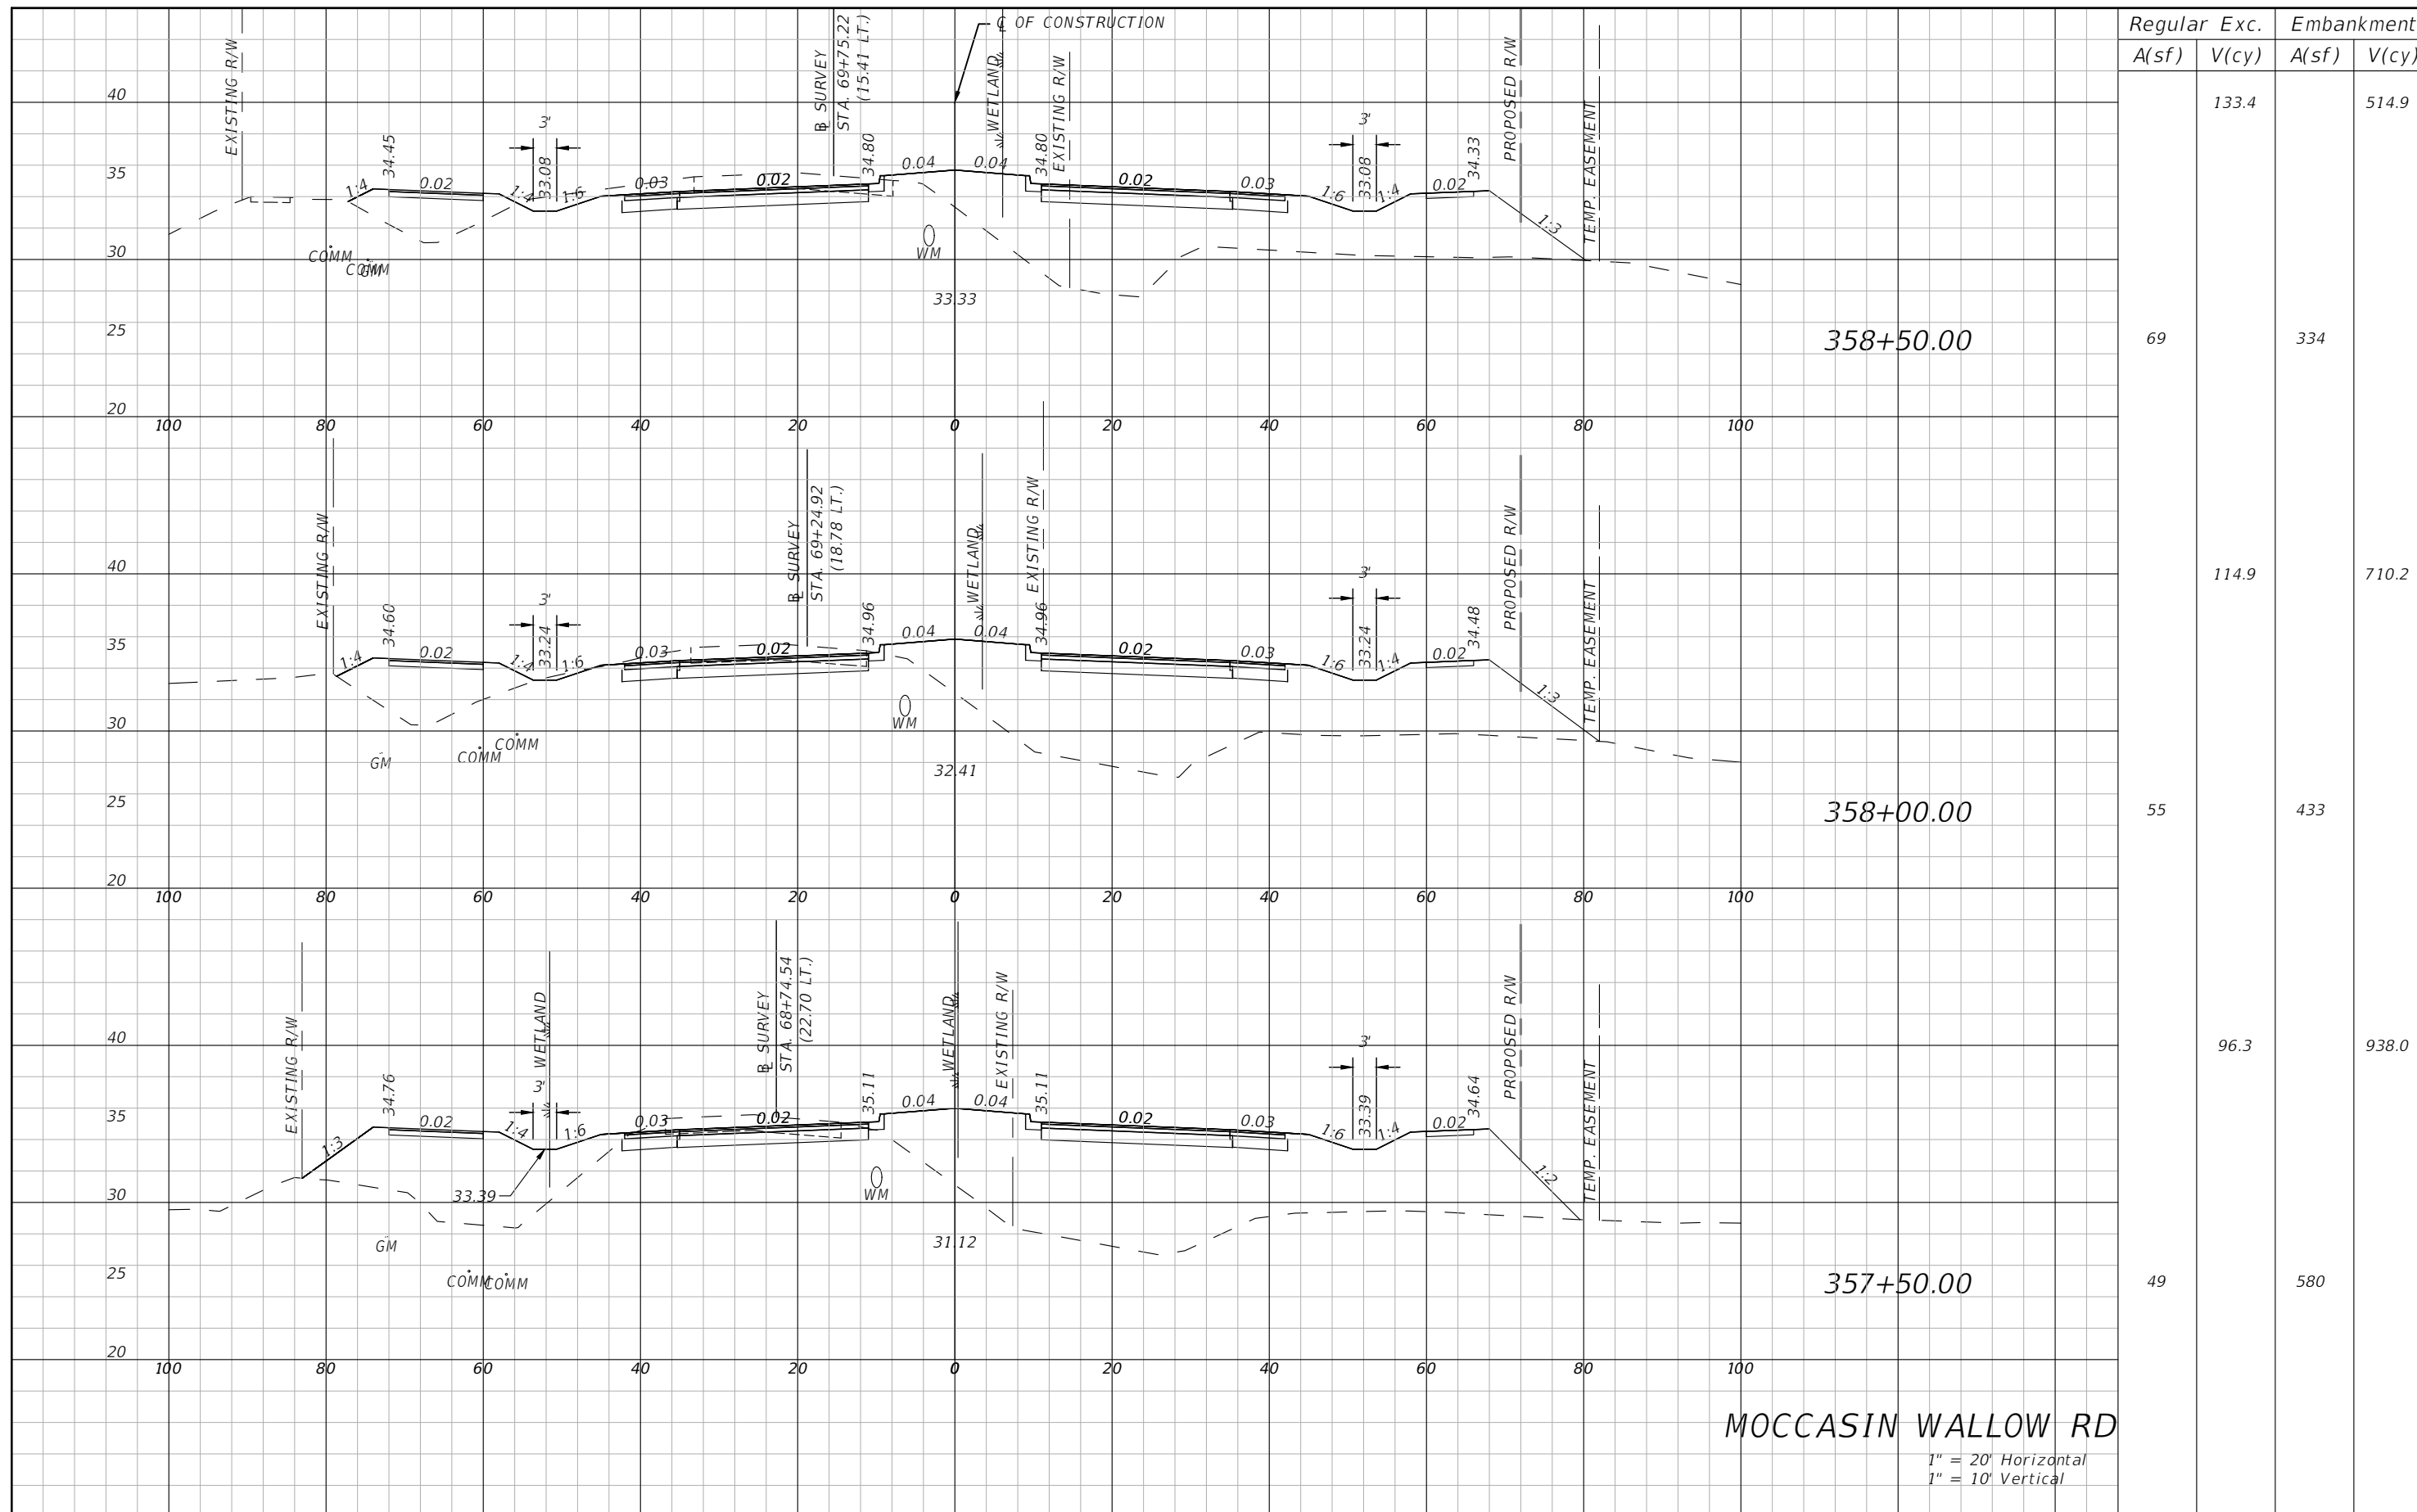 Regular Exc. Embankment
A(sf) V(cy) A(sf) V(cy)
133.4 514.9
EXISTING R/W
℄ SURVEY
STA. 69+75.22
(15.41 LT.)
℄ OF CONSTRUCTION
WETLAND
EXISTING R/W
PROPOSED R/W
TEMP. EASEMENT
40
35
30
25
20
1:4 34.45 0.02 1:4 3' 33.08 1:6 0.03 0.02 34.80 0.04 0.04 34.80 0.02 0.03 1:6 3' 33.08 1:4 0.02 34.33 1:3
COMM
COMM
GM
WM
33.33
358+50.00 69 334
100 80 60 40 20 0 20 40 60 80 100
114.9 710.2
EXISTING R/W
BL SURVEY
STA. 69+24.92
(18.78 LT.)
WETLAND
EXISTING R/W
PROPOSED R/W
TEMP. EASEMENT
40
35
30
25
20
1:4 34.60 0.02 1:4 3' 33.24 1:6 0.03 0.02 34.96 0.04 0.04 34.96 0.02 0.03 1:6 3' 33.24 1:4 0.02 34.48 1:3
GM
COMM
COMM
WM
32.41
358+00.00 55 433
100 80 60 40 20 0 20 40 60 80 100
96.3 938.0
EXISTING R/W
WETLAND
BL SURVEY
STA. 68+74.54
(22.70 LT.)
WETLAND
EXISTING R/W
PROPOSED R/W
TEMP. EASEMENT
40
35
30
25
20
1:3 34.76 0.02 1:4 3' 1:6 0.03 0.02 35.11 0.04 0.04 35.11 0.02 0.03 1:6 3' 33.39 1:4 0.02 34.64 1:2
33.39
GM
COMM
COMM
WM
31.12
357+50.00 49 580
100 80 60 40 20 0 20 40 60 80 100
MOCCASIN WALLOW RD
1" = 20' Horizontal
1" = 10' Vertical